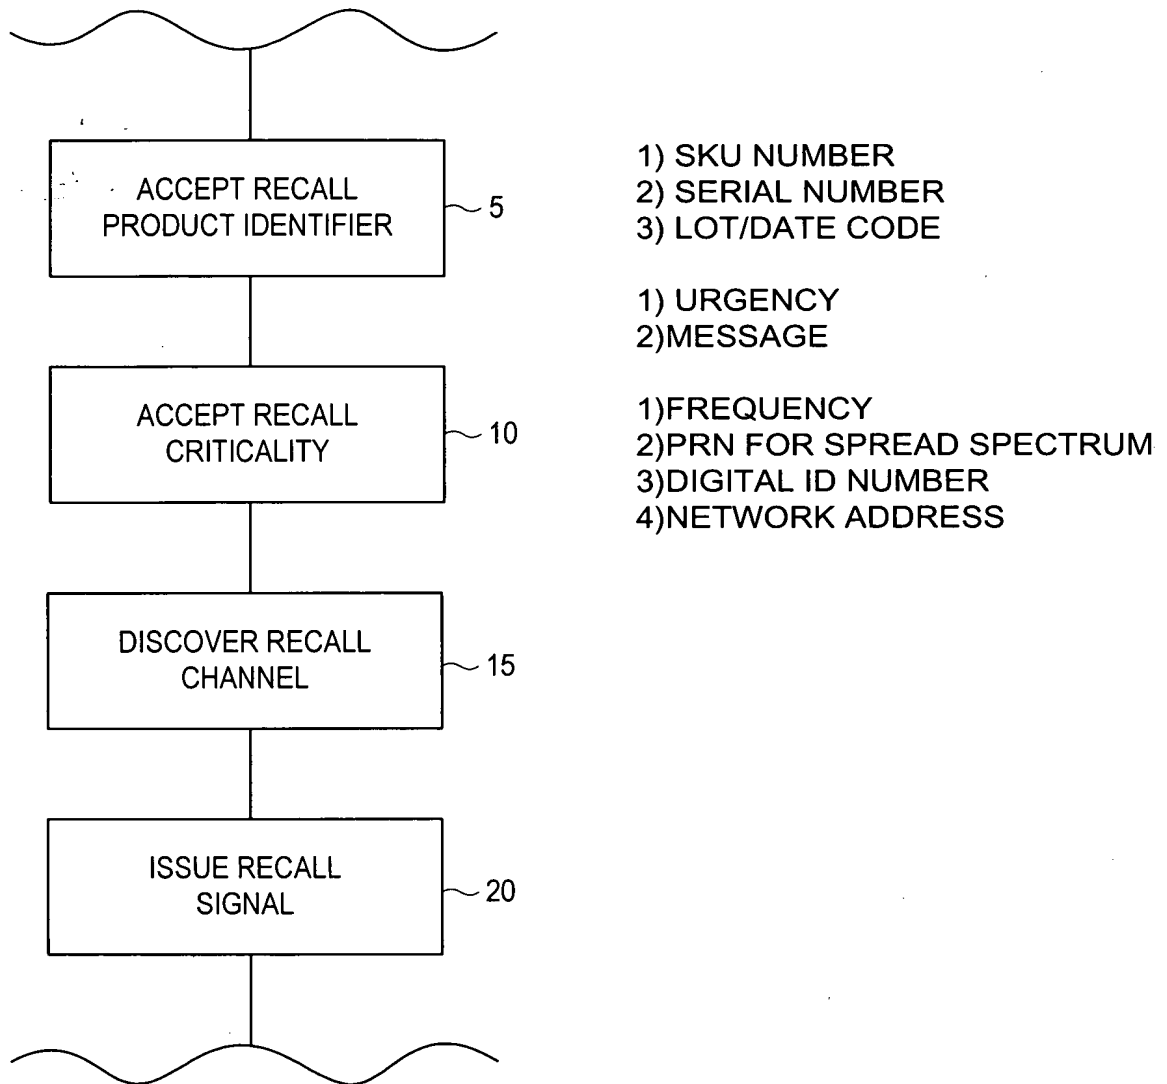 ACCEPT RECALL
PRODUCT IDENTIFIER
5
ACCEPT RECALL
CRITICALITY
10
DISCOVER RECALL
CHANNEL
15
ISSUE RECALL
SIGNAL
20
1) SKU NUMBER
2) SERIAL NUMBER
3) LOT/DATE CODE
1) URGENCY
2)MESSAGE
1)FREQUENCY
2)PRN FOR SPREAD SPECTRUM
3)DIGITAL ID NUMBER
4)NETWORK ADDRESS